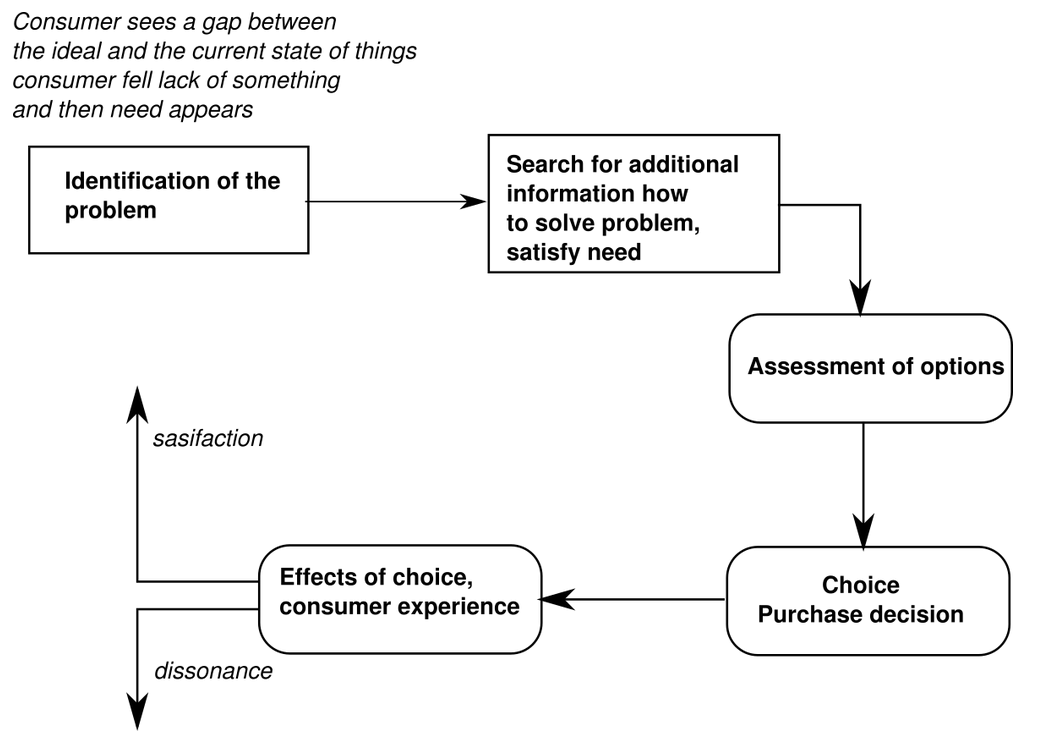 Consumer sees a gap between
the ideal and the current state of things
consumer fell lack of something
and then need appears
Identification of the
problem
Search for additional
information how
to solve problem,
satisfy need
Assessment of options
sasifaction
Effects of choice,
consumer experience
Choice
Purchase decision
dissonance